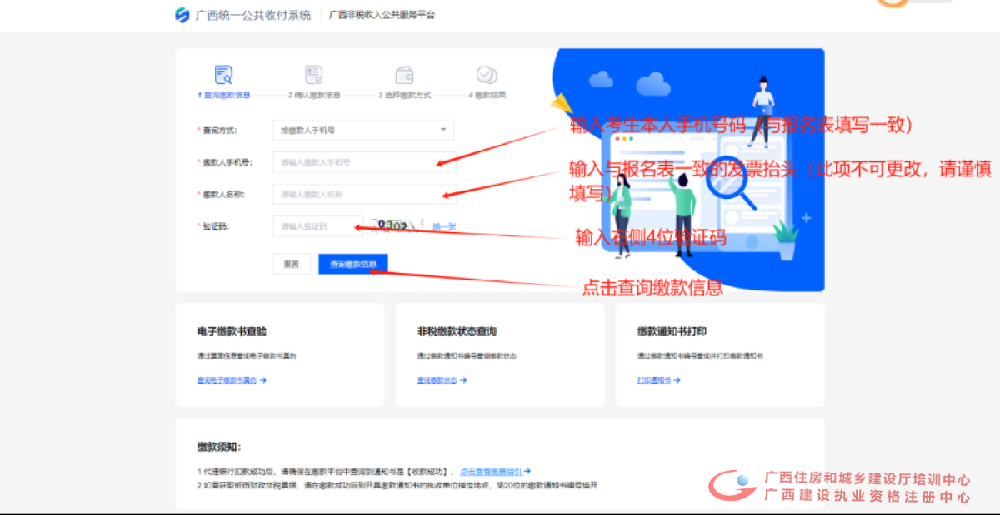 广西统一公共收付系统 广西非税收入公共服务平台
1 查询缴款信息 2 确认缴款信息 3 选择缴款方式 4 缴款结果
* 查询方式: 按缴款人手机号
输入考生本人手机号码（与报名表填写一致）
* 缴款人手机号: 请输入缴款人手机号
输入与报名表一致的发票抬头（此项不可更改，请谨慎
填写）
* 缴款人名称: 请输入缴款人名称
* 验证码: 请输入验证码 0302 换一张
输入右侧4位验证码
重置 查询缴款信息
点击查询缴款信息
电子缴款书查验 非税缴款状态查询 缴款通知书打印
通过票面信息查询电子缴款书真伪 通过缴款通知书编号查询缴款状态 通过缴款通知书编号查询并打印缴款通知书
查询电子缴款书真伪 → 查询缴款状态 → 打印通知书 →
缴款须知：
1.代理银行扣款成功后，请确保在缴款平台中查询到通知书是【收款成功】，点击查看缴费指引 →
2.如需获取纸质财政非税票据，请在缴款成功后到开具缴款通知书的执收单位指定地点，凭20位的缴款通知书编号换开
广西住房和城乡建设厅培训中心
广西建设执业资格注册中心